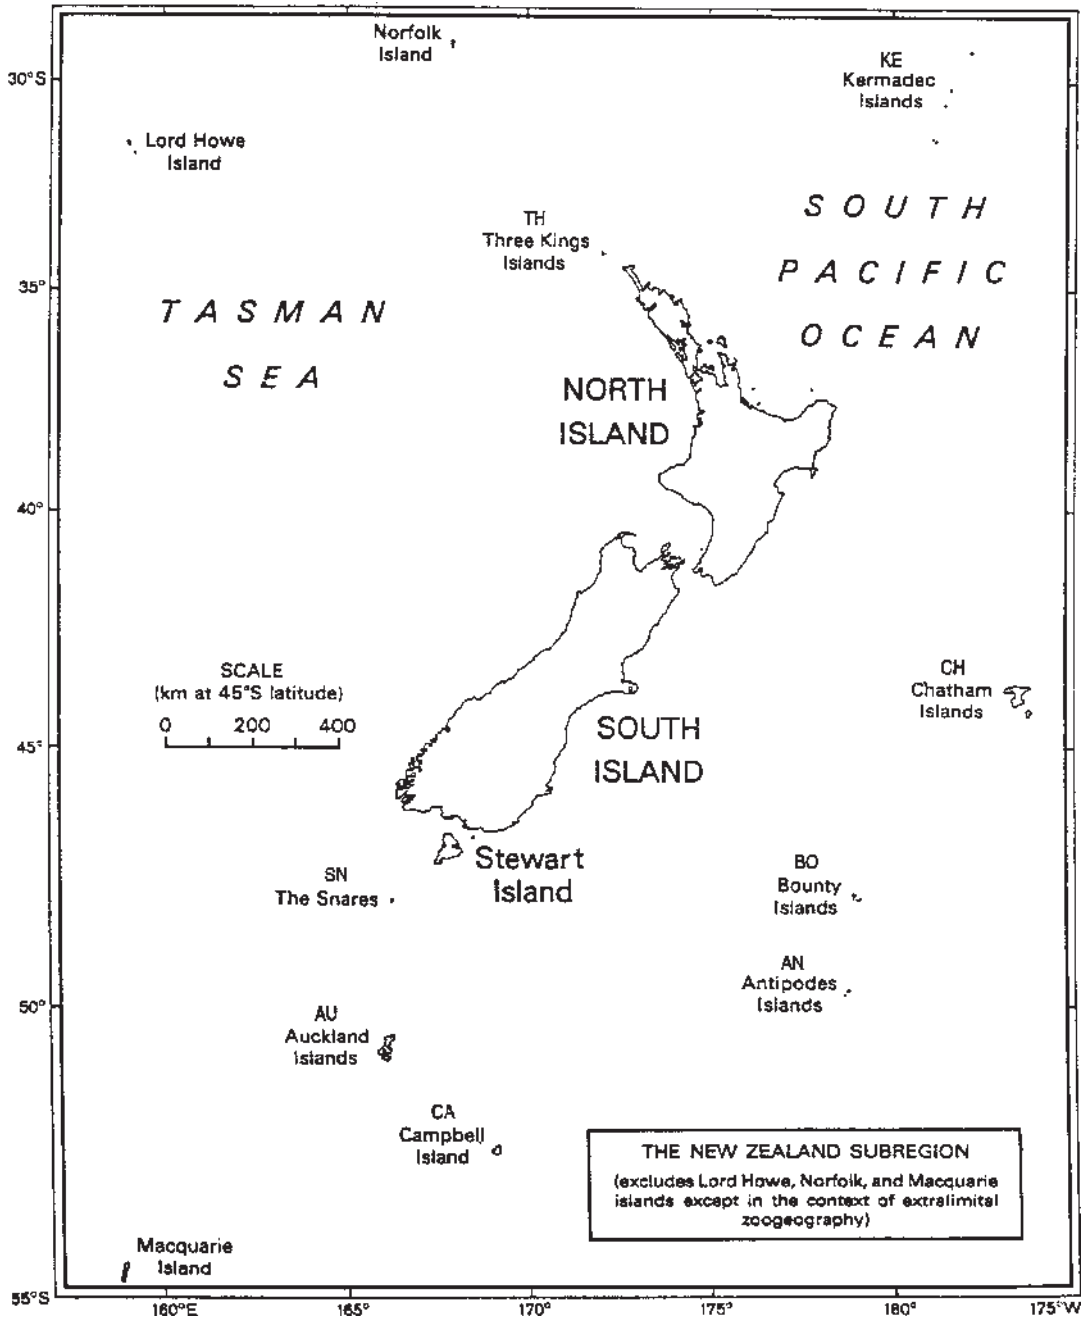 Norfolk
Island
KE
Kermadec
Islands
30°S
Lord Howe
Island
TH
Three Kings
Islands
SOUTH
PACIFIC
OCEAN
35°
TASMAN
SEA
NORTH
ISLAND
40°
SCALE
(km at 45°S latitude)
0 200 400
CH
Chatham
Islands
45°
SOUTH
ISLAND
Stewart
Island
SN
The Snares
BO
Bounty
Islands
AN
Antipodes
Islands
50°
AU
Auckland
Islands
CA
Campbell
Island
THE NEW ZEALAND SUBREGION
(excludes Lord Howe, Norfolk, and Macquarie
islands except in the context of extralimital
zoogeography)
Macquarie
Island
55°S
160°E 165° 170° 175° 180° 175°W